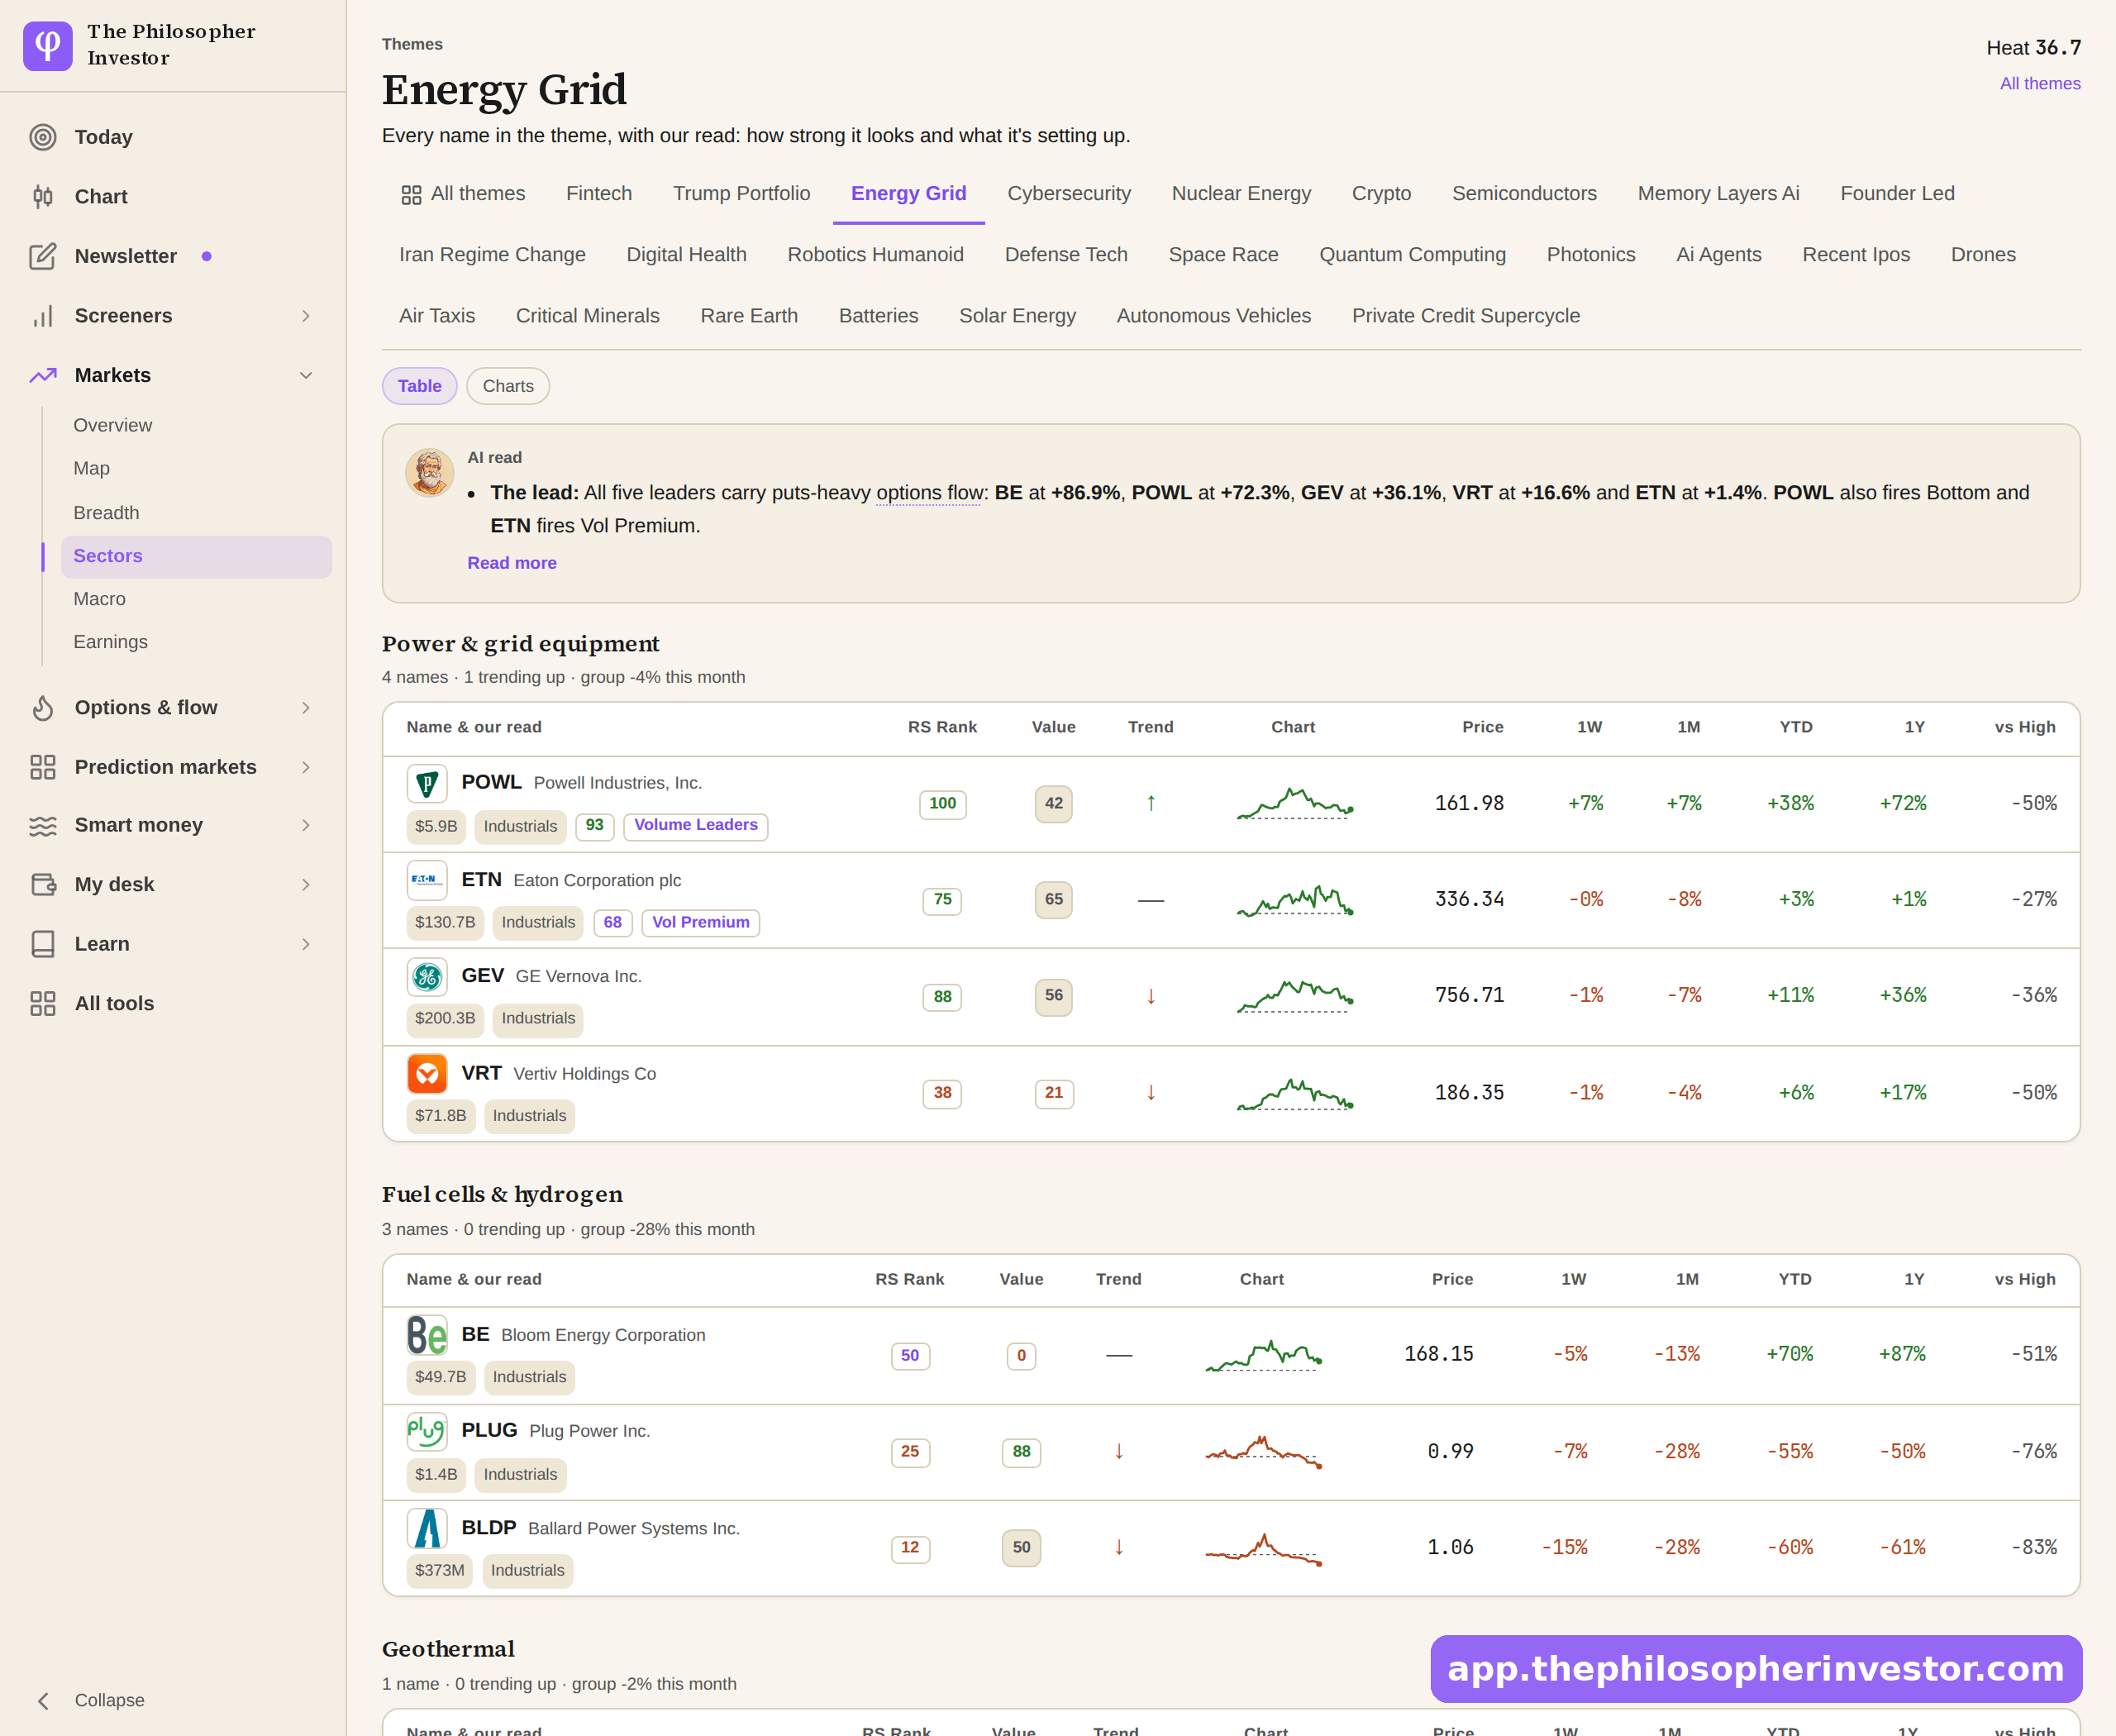 φ
The Philosopher
Investor
Today
Chart
Newsletter
Screeners
Markets
Overview
Map
Breadth
Sectors
Macro
Earnings
Options & flow
Prediction markets
Smart money
My desk
Learn
All tools
Collapse
Themes
Heat 36.7
Energy Grid
All themes
Every name in the theme, with our read: how strong it looks and what it's setting up.
All themes Fintech Trump Portfolio Energy Grid Cybersecurity Nuclear Energy Crypto Semiconductors Memory Layers Ai Founder Led
Iran Regime Change Digital Health Robotics Humanoid Defense Tech Space Race Quantum Computing Photonics Ai Agents Recent Ipos Drones
Air Taxis Critical Minerals Rare Earth Batteries Solar Energy Autonomous Vehicles Private Credit Supercycle
Table Charts
AI read
• The lead: All five leaders carry puts-heavy options flow: BE at +86.9%, POWL at +72.3%, GEV at +36.1%, VRT at +16.6% and ETN at +1.4%. POWL also fires Bottom and
ETN fires Vol Premium.
Read more
Power & grid equipment
4 names · 1 trending up · group -4% this month
Name & our read RS Rank Value Trend Chart Price 1W 1M YTD 1Y vs High
POWL Powell Industries, Inc.
100 42 ↑ 161.98 +7% +7% +38% +72% -50%
$5.9B Industrials 93 Volume Leaders
ETN Eaton Corporation plc
75 65 — 336.34 -0% -8% +3% +1% -27%
$130.7B Industrials 68 Vol Premium
GEV GE Vernova Inc.
88 56 ↓ 756.71 -1% -7% +11% +36% -36%
$200.3B Industrials
VRT Vertiv Holdings Co
38 21 ↓ 186.35 -1% -4% +6% +17% -50%
$71.8B Industrials
Fuel cells & hydrogen
3 names · 0 trending up · group -28% this month
Name & our read RS Rank Value Trend Chart Price 1W 1M YTD 1Y vs High
Be BE Bloom Energy Corporation
50 0 — 168.15 -5% -13% +70% +87% -51%
$49.7B Industrials
plug PLUG Plug Power Inc.
25 88 ↓ 0.99 -7% -28% -55% -50% -76%
$1.4B Industrials
BLDP Ballard Power Systems Inc.
12 50 ↓ 1.06 -15% -28% -60% -61% -83%
$373M Industrials
Geothermal
1 name · 0 trending up · group -2% this month
app.thephilosopherinvestor.com
Name & our read RS Rank Value Trend Chart Price 1W 1M YTD 1Y vs High